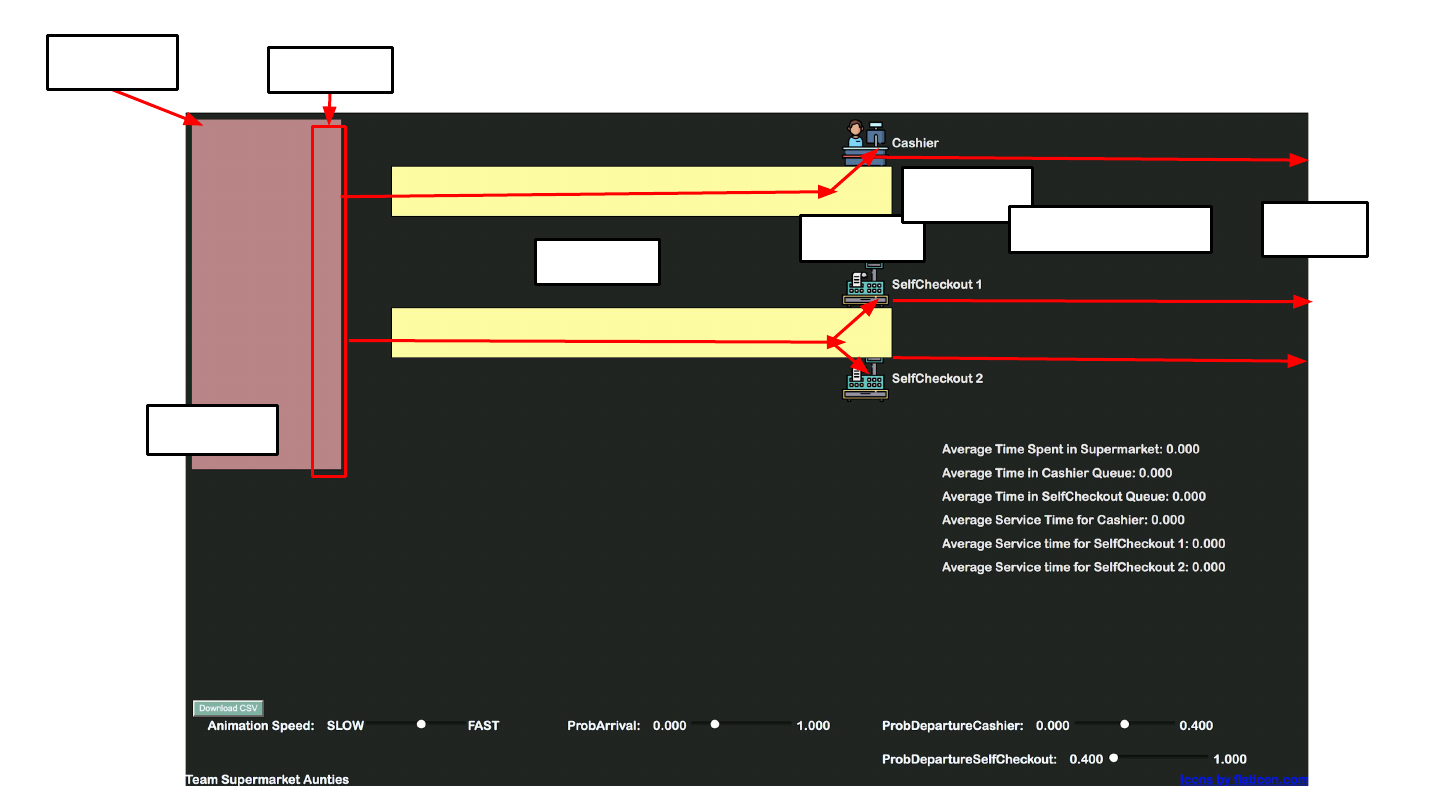 Cashier
SelfCheckout 1
SelfCheckout 2
Average Time Spent in Supermarket: 0.000
Average Time in Cashier Queue: 0.000
Average Time in SelfCheckout Queue: 0.000
Average Service Time for Cashier: 0.000
Average Service time for SelfCheckout 1: 0.000
Average Service time for SelfCheckout 2: 0.000
Download CSV
Animation Speed: SLOW FAST ProbArrival: 0.000 1.000 ProbDepartureCashier: 0.000 0.400
ProbDepartureSelfCheckout: 0.400 1.000
Team Supermarket Aunties Icons by flaticon.com